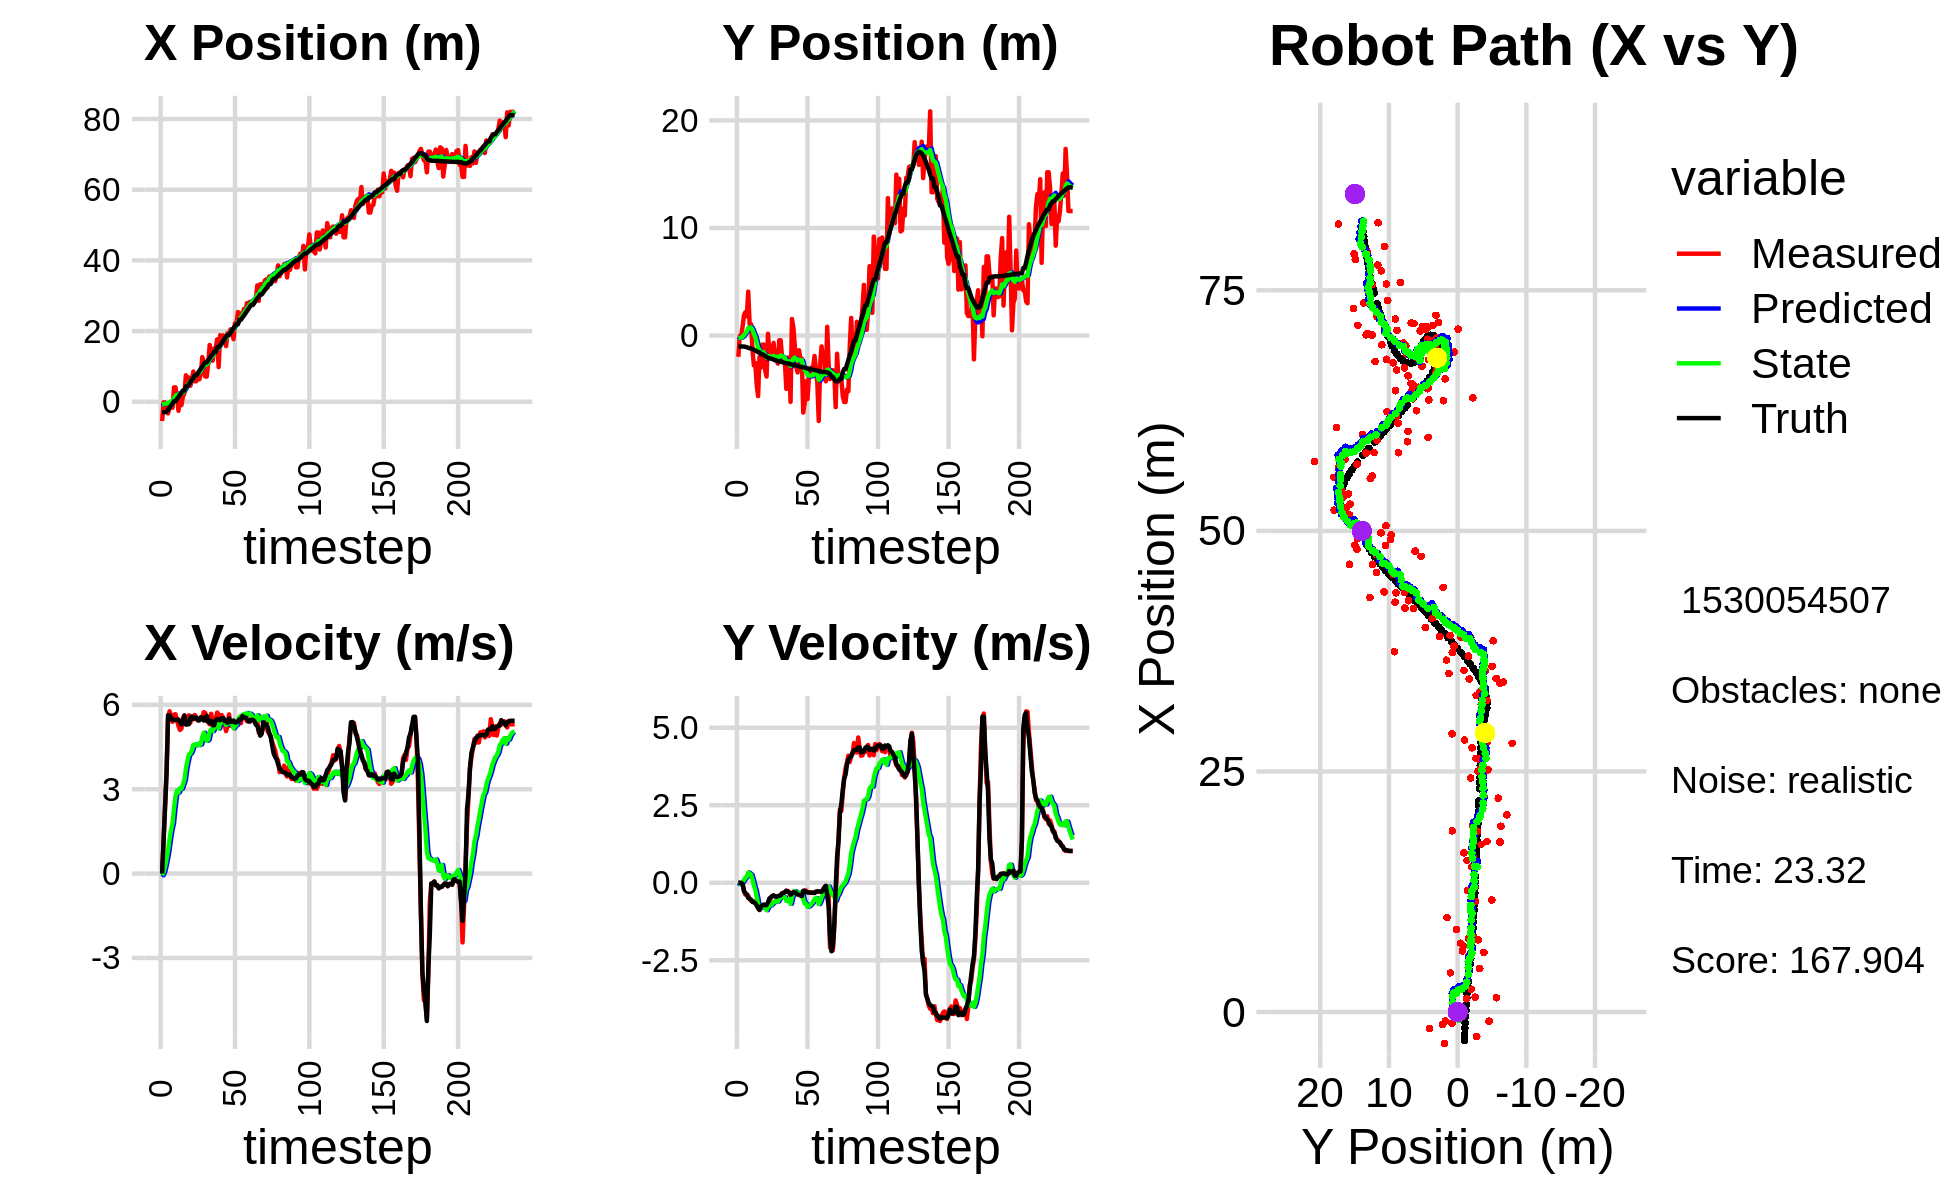 X Position (m)
80
60
40
20
0
0
50
100
150
200
timestep
Y Position (m)
20
10
0
0
50
100
150
200
timestep
X Velocity (m/s)
6
3
0
-3
0
50
100
150
200
timestep
Y Velocity (m/s)
5.0
2.5
0.0
-2.5
0
50
100
150
200
timestep
Robot Path (X vs Y)
X Position (m)
75
50
25
0
20 10 0 -10 -20
Y Position (m)
variable
Measured
Predicted
State
Truth
1530054507
Obstacles: none
Noise: realistic
Time: 23.32
Score: 167.904